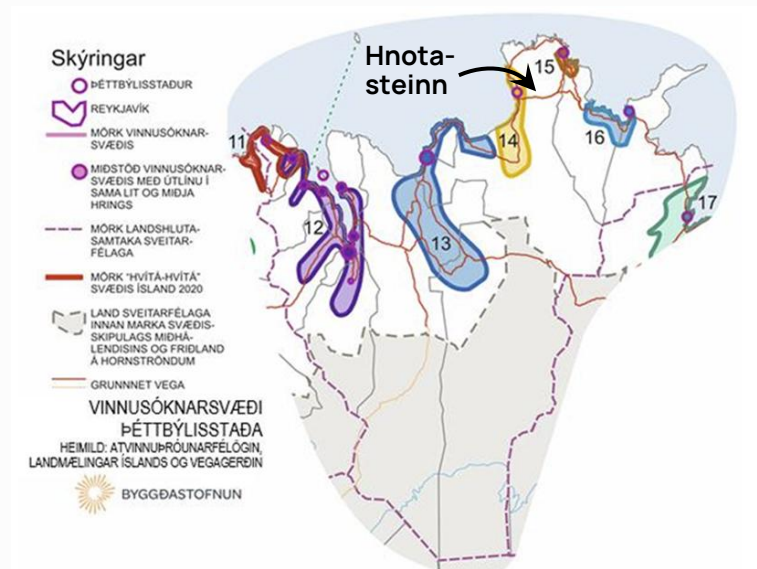 Skýringar
ÞÉTTBÝLISSTAÐUR
REYKJAVÍK
MÖRK VINNUSÓKNAR-
SVÆÐIS
MIÐSTÖÐ VINNUSÓKNAR-
SVÆÐIS MEÐ ÚTLÍNU Í
SAMA LIT OG MIÐJA
HRINGS
MÖRK LANDSHLUTA-
SAMTAKA SVEITAR-
FÉLAGA
MÖRK "HVÍTÁ-HVÍTÁ"
SVÆÐIS ÍSLAND 2020
LAND SVEITARFÉLAGA
INNAN MARKA SVÆÐIS-
SKIPULAGS MIÐHÁ-
LENDISINS OG FRIÐLAND
Á HORNSTRÖNDUM
GRUNNNET VEGA
VINNUSÓKNARSVÆÐI
ÞÉTTBÝLISSTAÐA
HEIMILD: ATVINNUÞRÓUNARFÉLÖGIN,
LANDMÆLINGAR ÍSLANDS OG VEGAGERÐIN
BYGGÐASTOFNUN
Hnota-
steinn
11
12
13
14
15
16
17